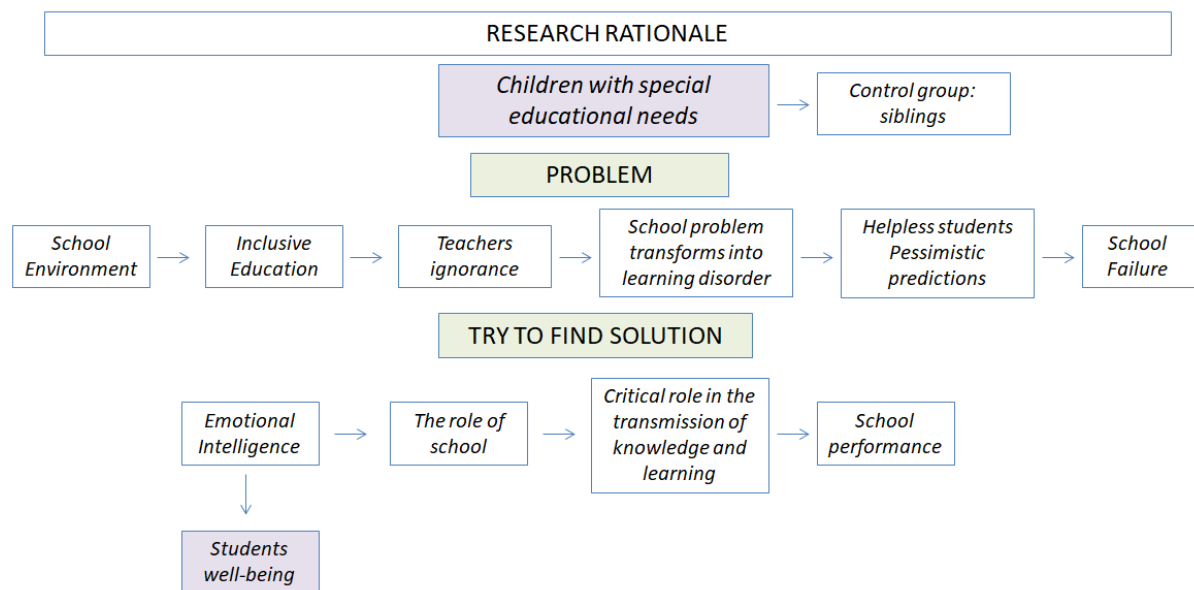 RESEARCH RATIONALE
Children with special
educational needs
Control group:
siblings
PROBLEM
School
Environment
Inclusive
Education
Teachers
ignorance
School problem
transforms into
learning disorder
Helpless students
Pessimistic
predictions
School
Failure
TRY TO FIND SOLUTION
Emotional
Intelligence
The role of
school
Critical role in the
transmission of
knowledge and
learning
School
performance
Students
well-being